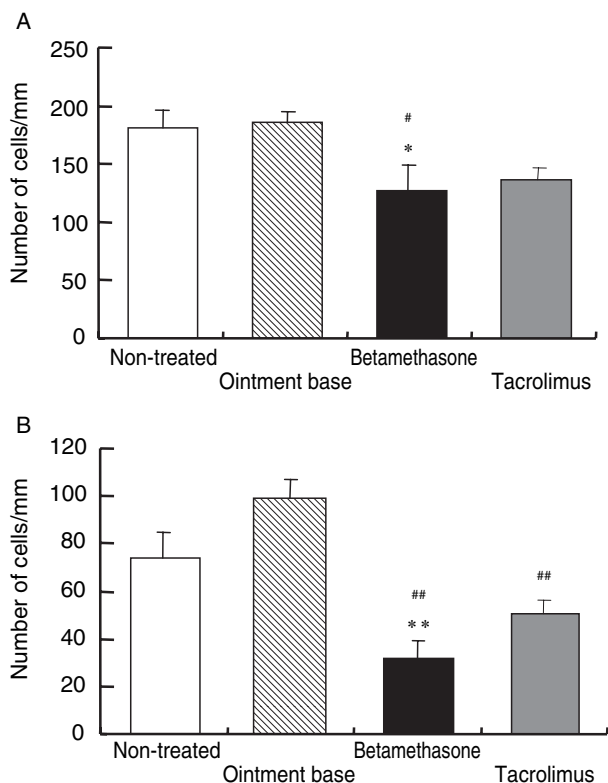 A
Number of cells/mm
250
200
150
100
50
0
#
*
Non-treated
Betamethasone
Ointment base
Tacrolimus
B
Number of cells/mm
120
100
80
60
40
20
0
##
**
##
Non-treated
Betamethasone
Ointment base
Tacrolimus